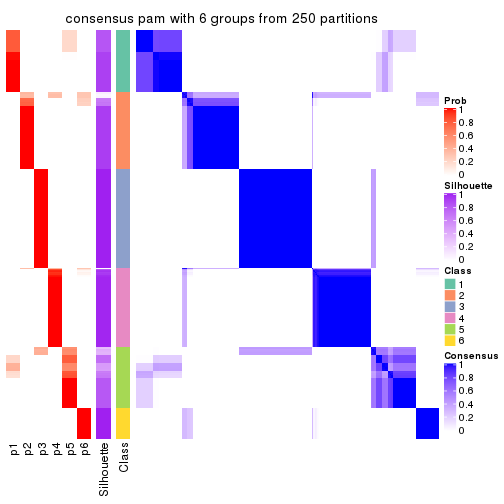 consensus pam with 6 groups from 250 partitions
Prob
1
0.8
0.6
0.4
0.2
0
Silhouette
1
0.8
0.6
0.4
0.2
0
Class
1
2
3
4
5
6
Consensus
1
0.8
0.6
0.4
0.2
0
p1
p2
p3
p4
p5
p6
Silhouette
Class